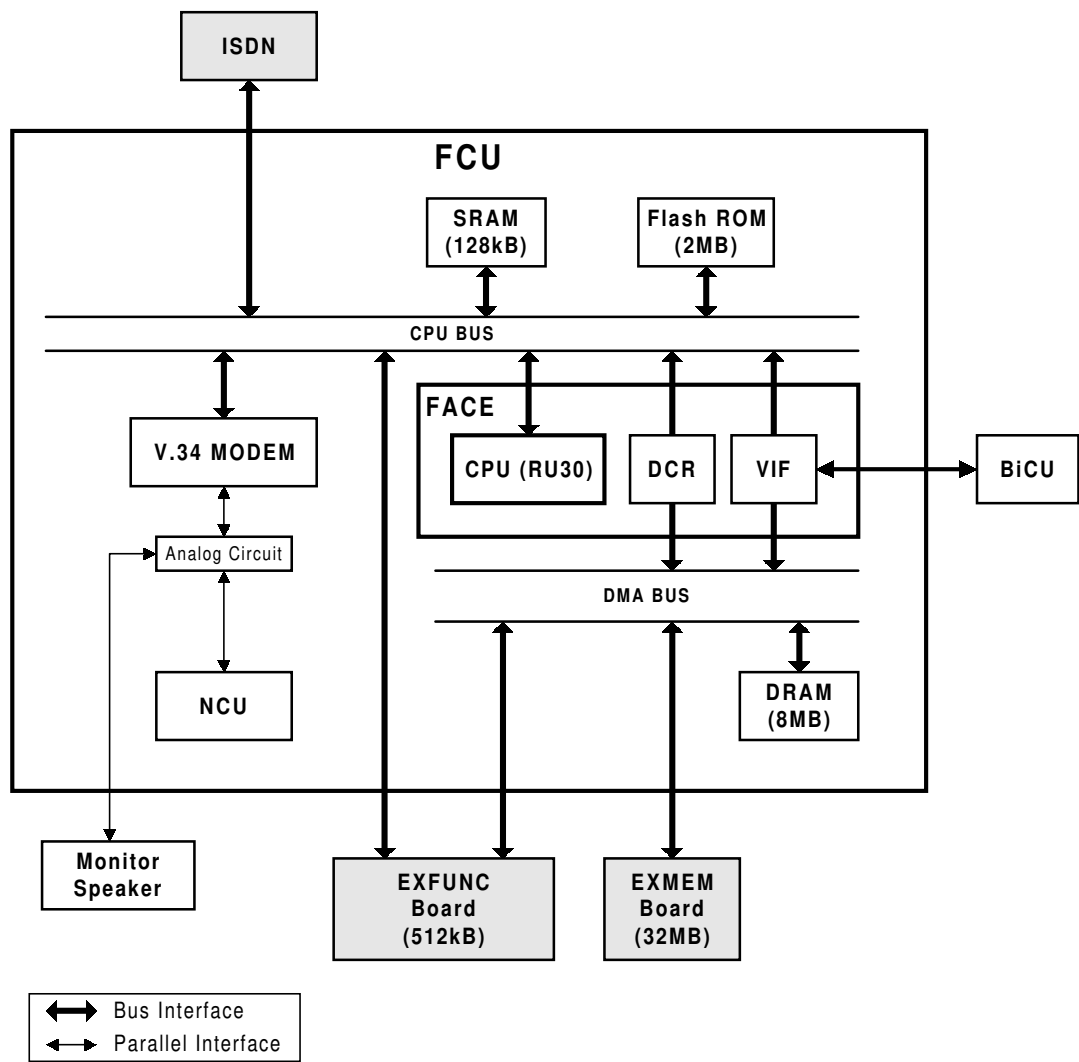 ISDN
FCU
SRAM
(128kB)
Flash ROM
(2MB)
CPU BUS
FACE
V.34 MODEM
CPU (RU30)
DCR
VIF
BiCU
Analog Circuit
DMA BUS
NCU
DRAM
(8MB)
Monitor
Speaker
EXFUNC
Board
(512kB)
EXMEM
Board
(32MB)
Bus Interface
Parallel Interface